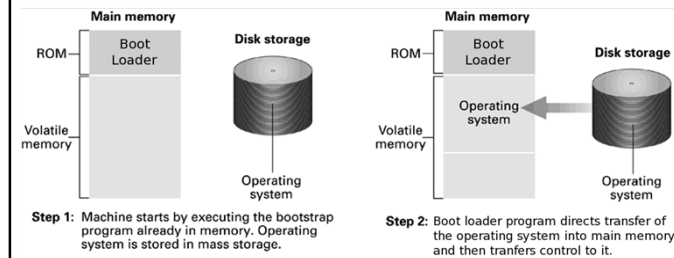 Main memory
ROM
Boot
Loader
Disk storage
Volatile
memory
Operating
system
Step 1: Machine starts by executing the bootstrap
program already in memory. Operating
system is stored in mass storage.
Main memory
ROM
Boot
Loader
Disk storage
Operating
system
Volatile
memory
Operating
system
Step 2: Boot loader program directs transfer of
the operating system into main memory
and then tranfers control to it.